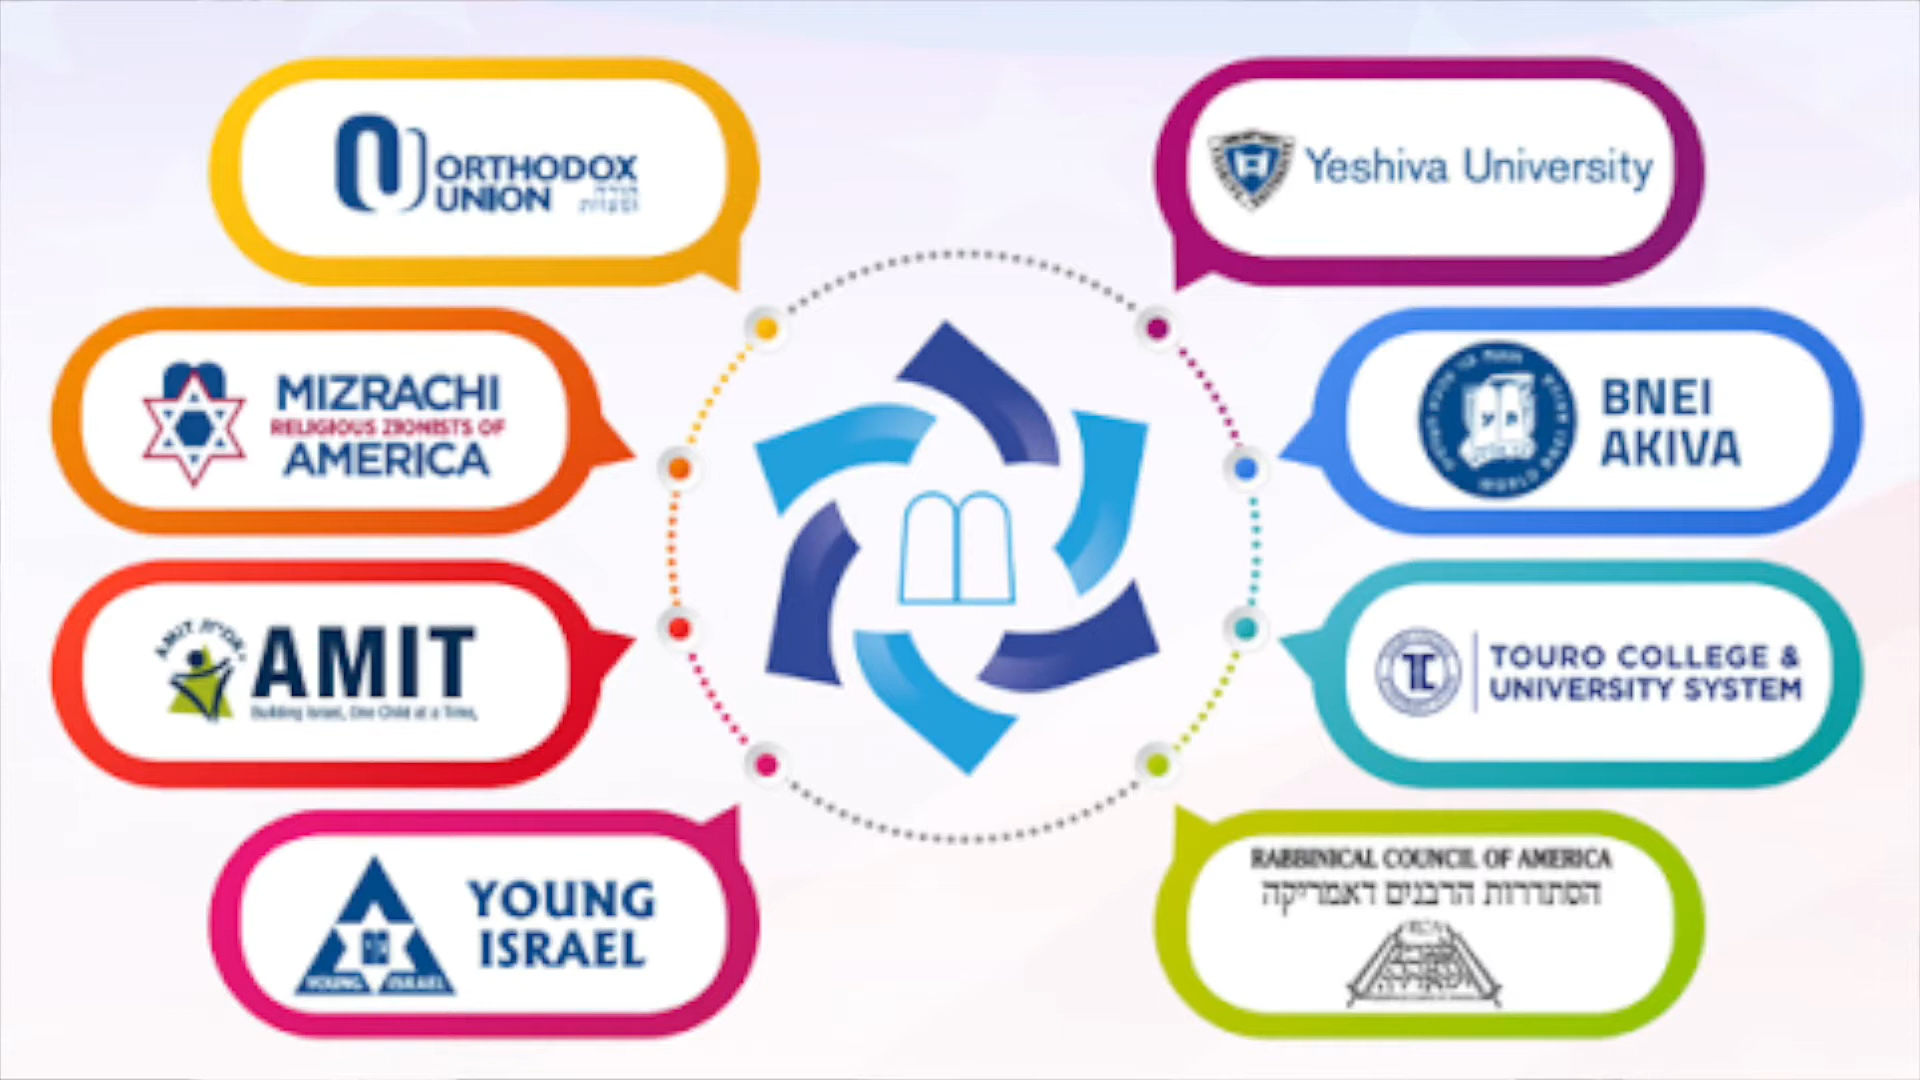 ORTHODOX
UNION
Yeshiva University
MIZRACHI
RELIGIOUS ZIONISTS OF
AMERICA
BNEI
AKIVA
AMIT
AMIT
Building Israel, One Child at a Time.
TOURO COLLEGE &
UNIVERSITY SYSTEM
YOUNG
ISRAEL
YOUNG ISRAEL
RABBINICAL COUNCIL OF AMERICA
הסתדרות הרבנים דאמריקה